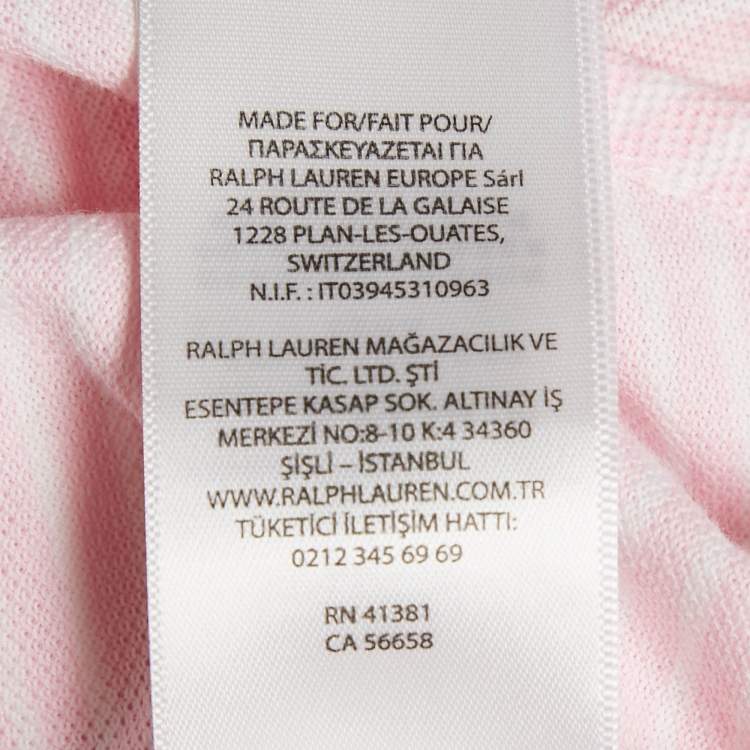 MADE FOR/FAIT POUR/
ΠΑΡΑΣΚΕΥΑΖΕΤΑΙ ΓΙΑ
RALPH LAUREN EUROPE Sárl
24 ROUTE DE LA GALAISE
1228 PLAN-LES-OUATES,
SWITZERLAND
N.I.F. : IT03945310963
RALPH LAUREN MAĞAZACILIK VE
TİC. LTD. ŞTİ
ESENTEPE KASAP SOK. ALTINAY İŞ
MERKEZİ NO:8-10 K:4 34360
ŞİŞLİ – İSTANBUL
WWW.RALPHLAUREN.COM.TR
TÜKETİCİ İLETİŞİM HATTI:
0212 345 69 69
RN 41381
CA 56658